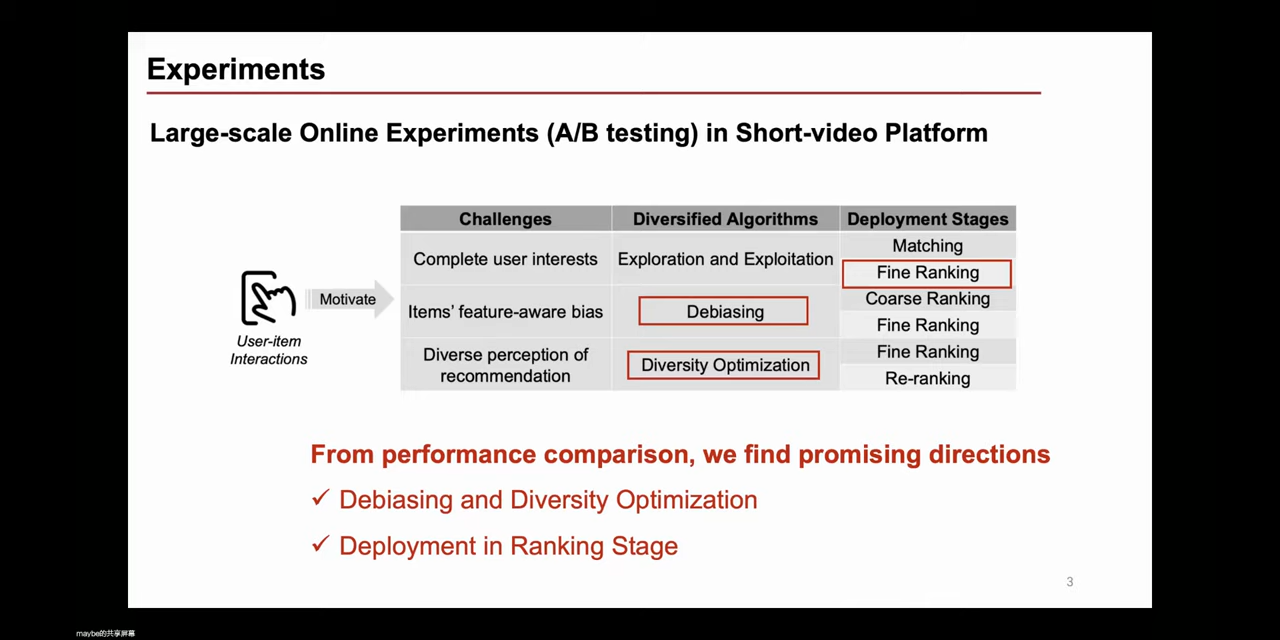 Experiments
Large-scale Online Experiments (A/B testing) in Short-video Platform
Challenges
Diversified Algorithms
Deployment Stages
Complete user interests
Exploration and Exploitation
Matching
Fine Ranking
Items' feature-aware bias
Debiasing
Coarse Ranking
Fine Ranking
Diverse perception of
recommendation
Diversity Optimization
Fine Ranking
Re-ranking
Motivate
User-item
Interactions
From performance comparison, we find promising directions
✓ Debiasing and Diversity Optimization
✓ Deployment in Ranking Stage
3
maybe的共享屏幕